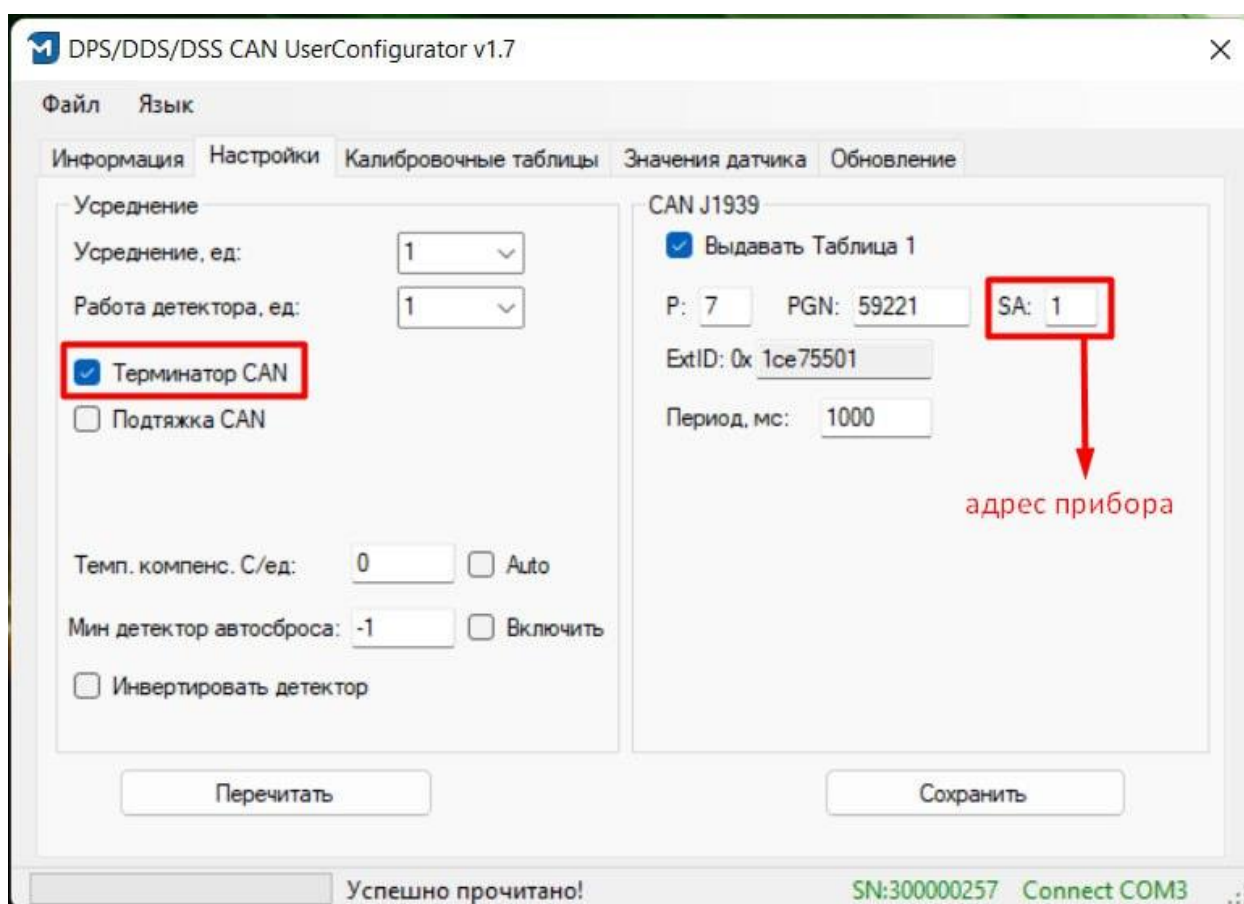 DPS/DDS/DSS CAN UserConfigurator v1.7
Файл Язык
Информация Настройки Калибровочные таблицы Значения датчика Обновление
Усреднение
Усреднение, ед: 1
Работа детектора, ед: 1
Терминатор CAN
Подтяжка CAN
Темп. компенс. С/ед: 0 Auto
Мин детектор автосброса: -1 Включить
Инвертировать детектор
CAN J1939
Выдавать Таблица 1
P: 7 PGN: 59221 SA: 1
ExtID: 0x 1ce75501
Период, мс: 1000
адрес прибора
Перечитать Сохранить
Успешно прочитано! SN:300000257 Connect COM3